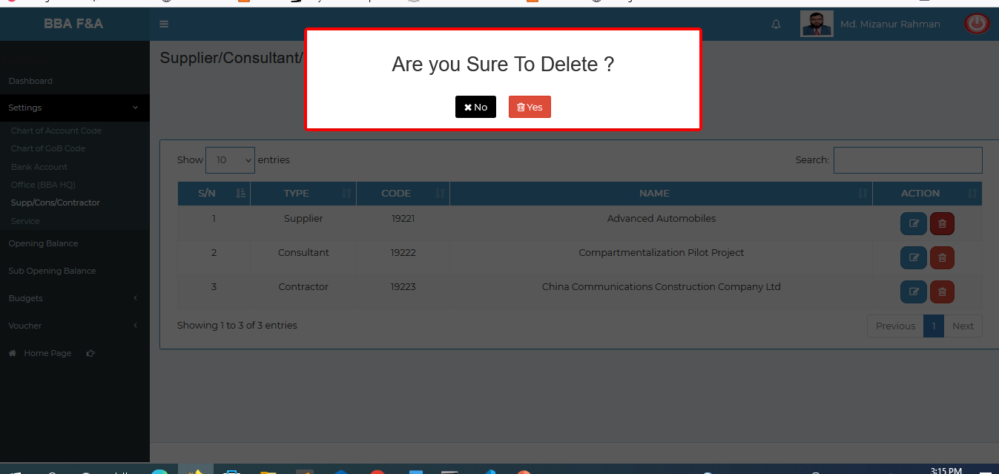 BBA F&A
Md. Mizanur Rahman
Supplier/Consultant/
Are you Sure To Delete ?
No
Yes
Dashboard
Settings
Chart of Account Code
Chart of GoB Code
Bank Account
Office (BBA HQ)
Supp/Cons/Contractor
Service
Opening Balance
Sub Opening Balance
Budgets
Voucher
Home Page
Show 10 entries
Search:
S/N TYPE CODE NAME ACTION
1 Supplier 19221 Advanced Automobiles
2 Consultant 19222 Compartmentalization Pilot Project
3 Contractor 19223 China Communications Construction Company Ltd
Showing 1 to 3 of 3 entries
Previous 1 Next
3:15 PM